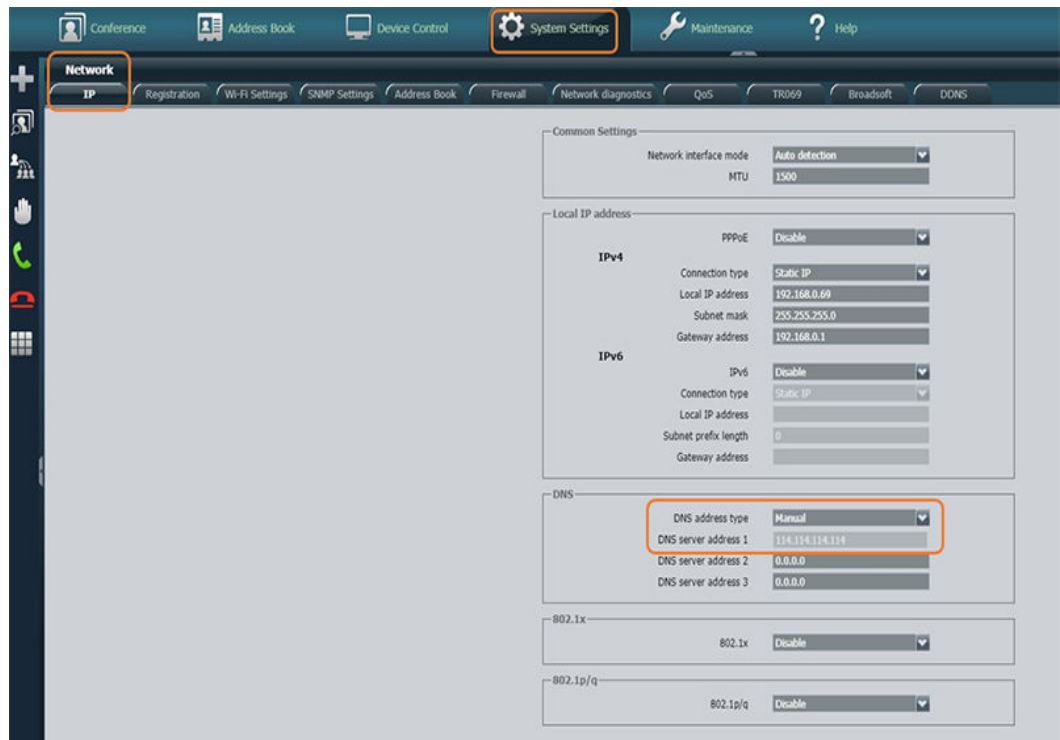 Conference Address Book Device Control System Settings Maintenance ? Help
Network
IP Registration Wi-Fi Settings SNMP Settings Address Book Firewall Network diagnostics QoS TR069 Broadsoft DDNS
Common Settings
Network interface mode Auto detection
MTU 1500
Local IP address
PPPoE Disable
IPv4
Connection type Static IP
Local IP address 192.168.0.69
Subnet mask 255.255.255.0
Gateway address 192.168.0.1
IPv6
IPv6 Disable
Connection type Static IP
Local IP address
Subnet prefix length 0
Gateway address
DNS
DNS address type Manual
DNS server address 1 114.114.114.114
DNS server address 2 0.0.0.0
DNS server address 3 0.0.0.0
802.1x
802.1x Disable
802.1p/q
802.1p/q Disable